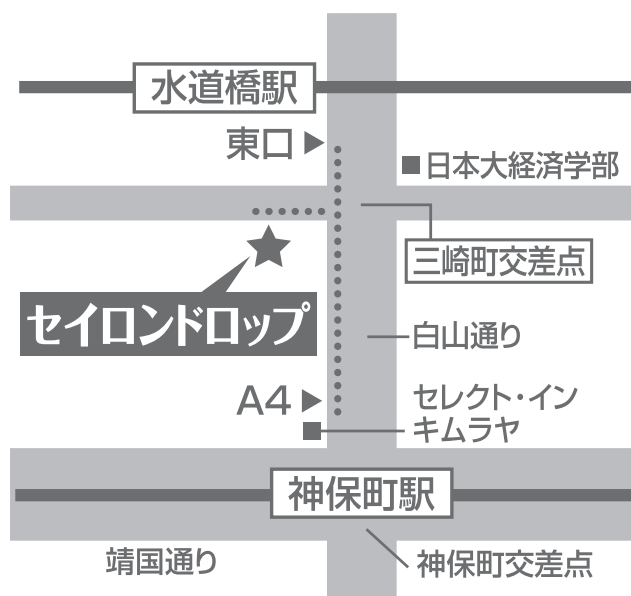 水道橋駅
東口
日本大経済学部
三崎町交差点
セイロンドロップ
白山通り
A4
セレクト・イン
キムラヤ
神保町駅
靖国通り
神保町交差点